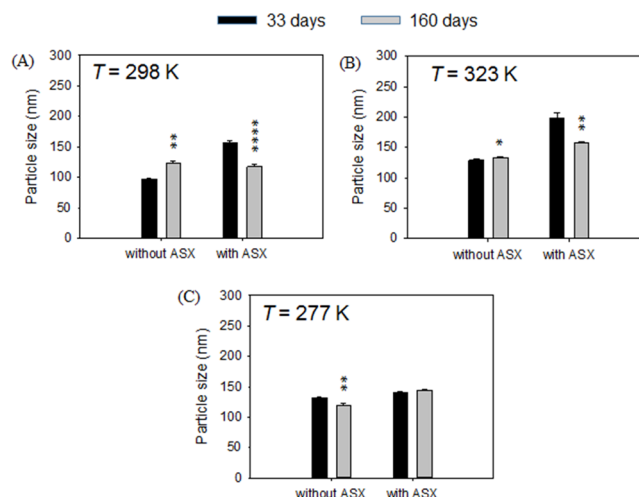 33 days 160 days
(A)
T = 298 K
Particle size (nm)
300
250
200
150
100
50
0
**
****
without ASX with ASX
(B)
T = 323 K
Particle size (nm)
300
250
200
150
100
50
0
*
**
without ASX with ASX
(C)
T = 277 K
Particle size (nm)
300
250
200
150
100
50
0
**
without ASX with ASX